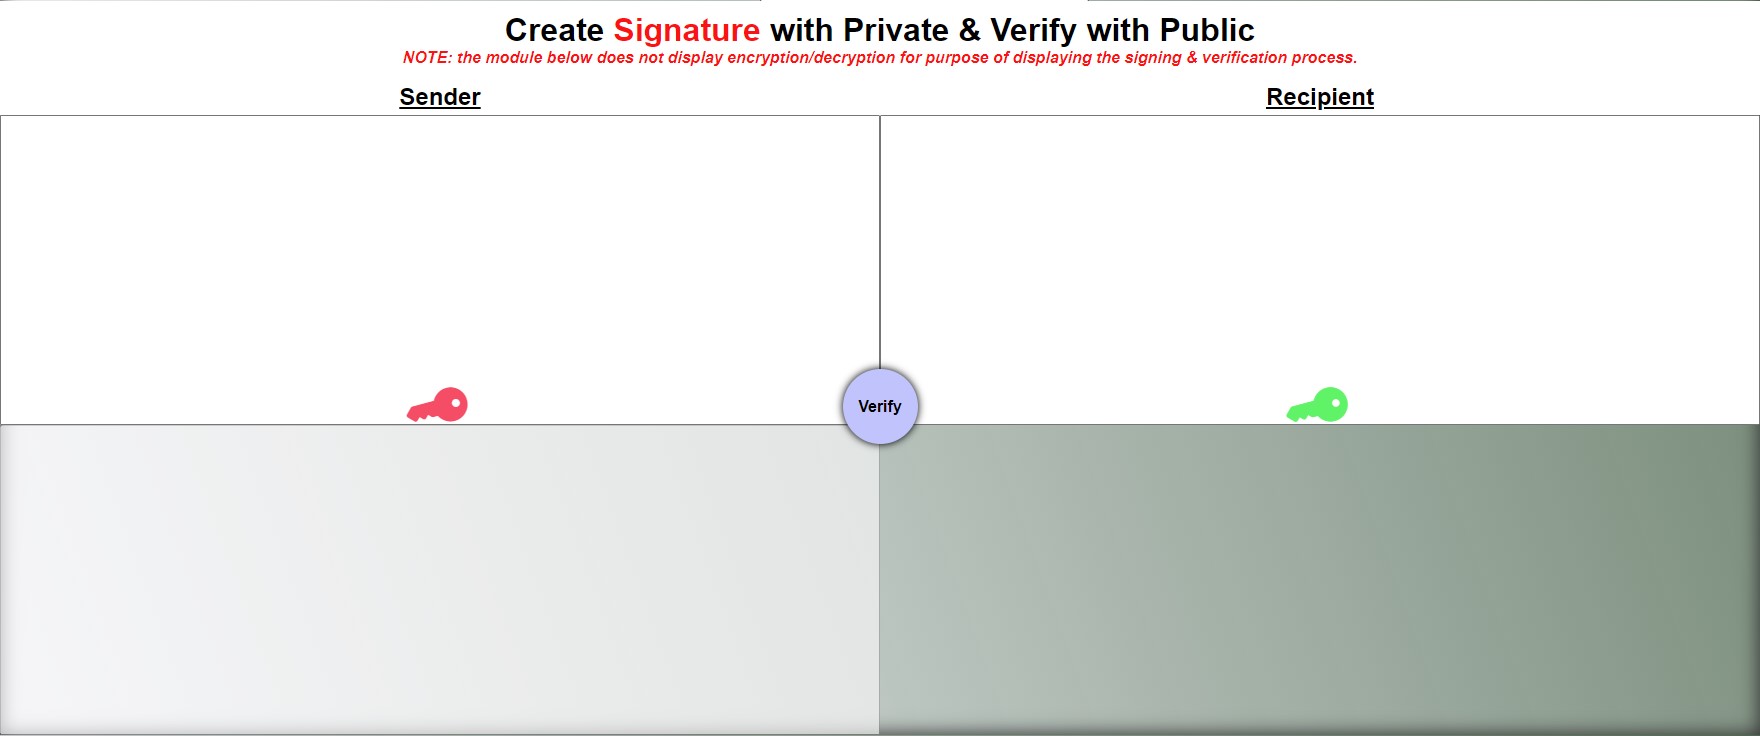 Create Signature with Private & Verify with Public
NOTE: the module below does not display encryption/decryption for purpose of displaying the signing & verification process.
Sender
Recipient
Verify